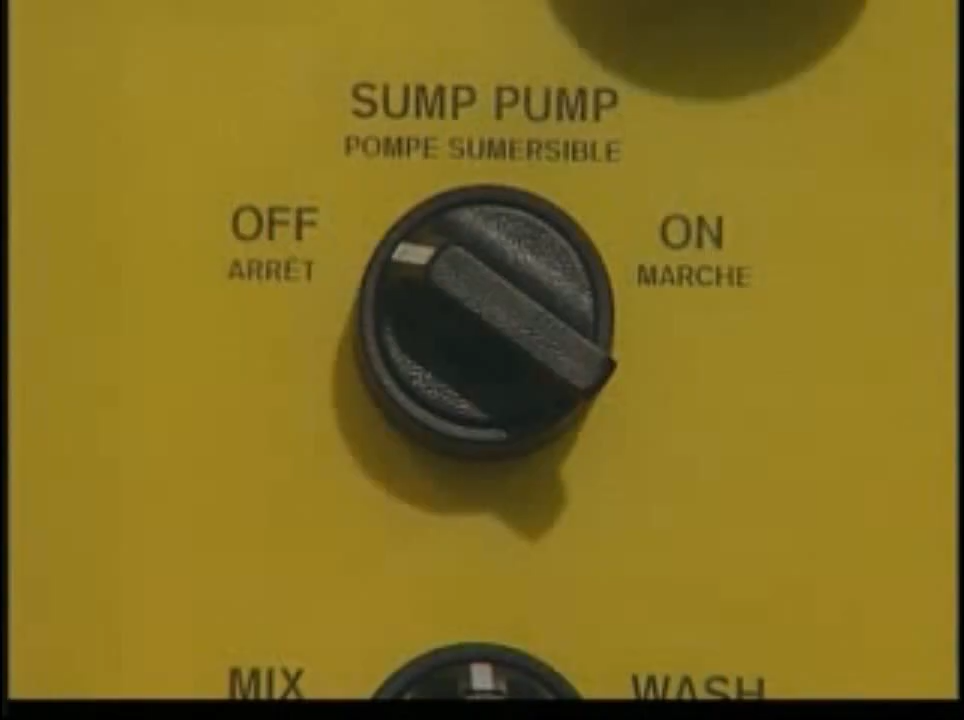 SUMP PUMP
POMPE SUMERSIBLE
OFF
ARRÊT
ON
MARCHE
MIX
WASH